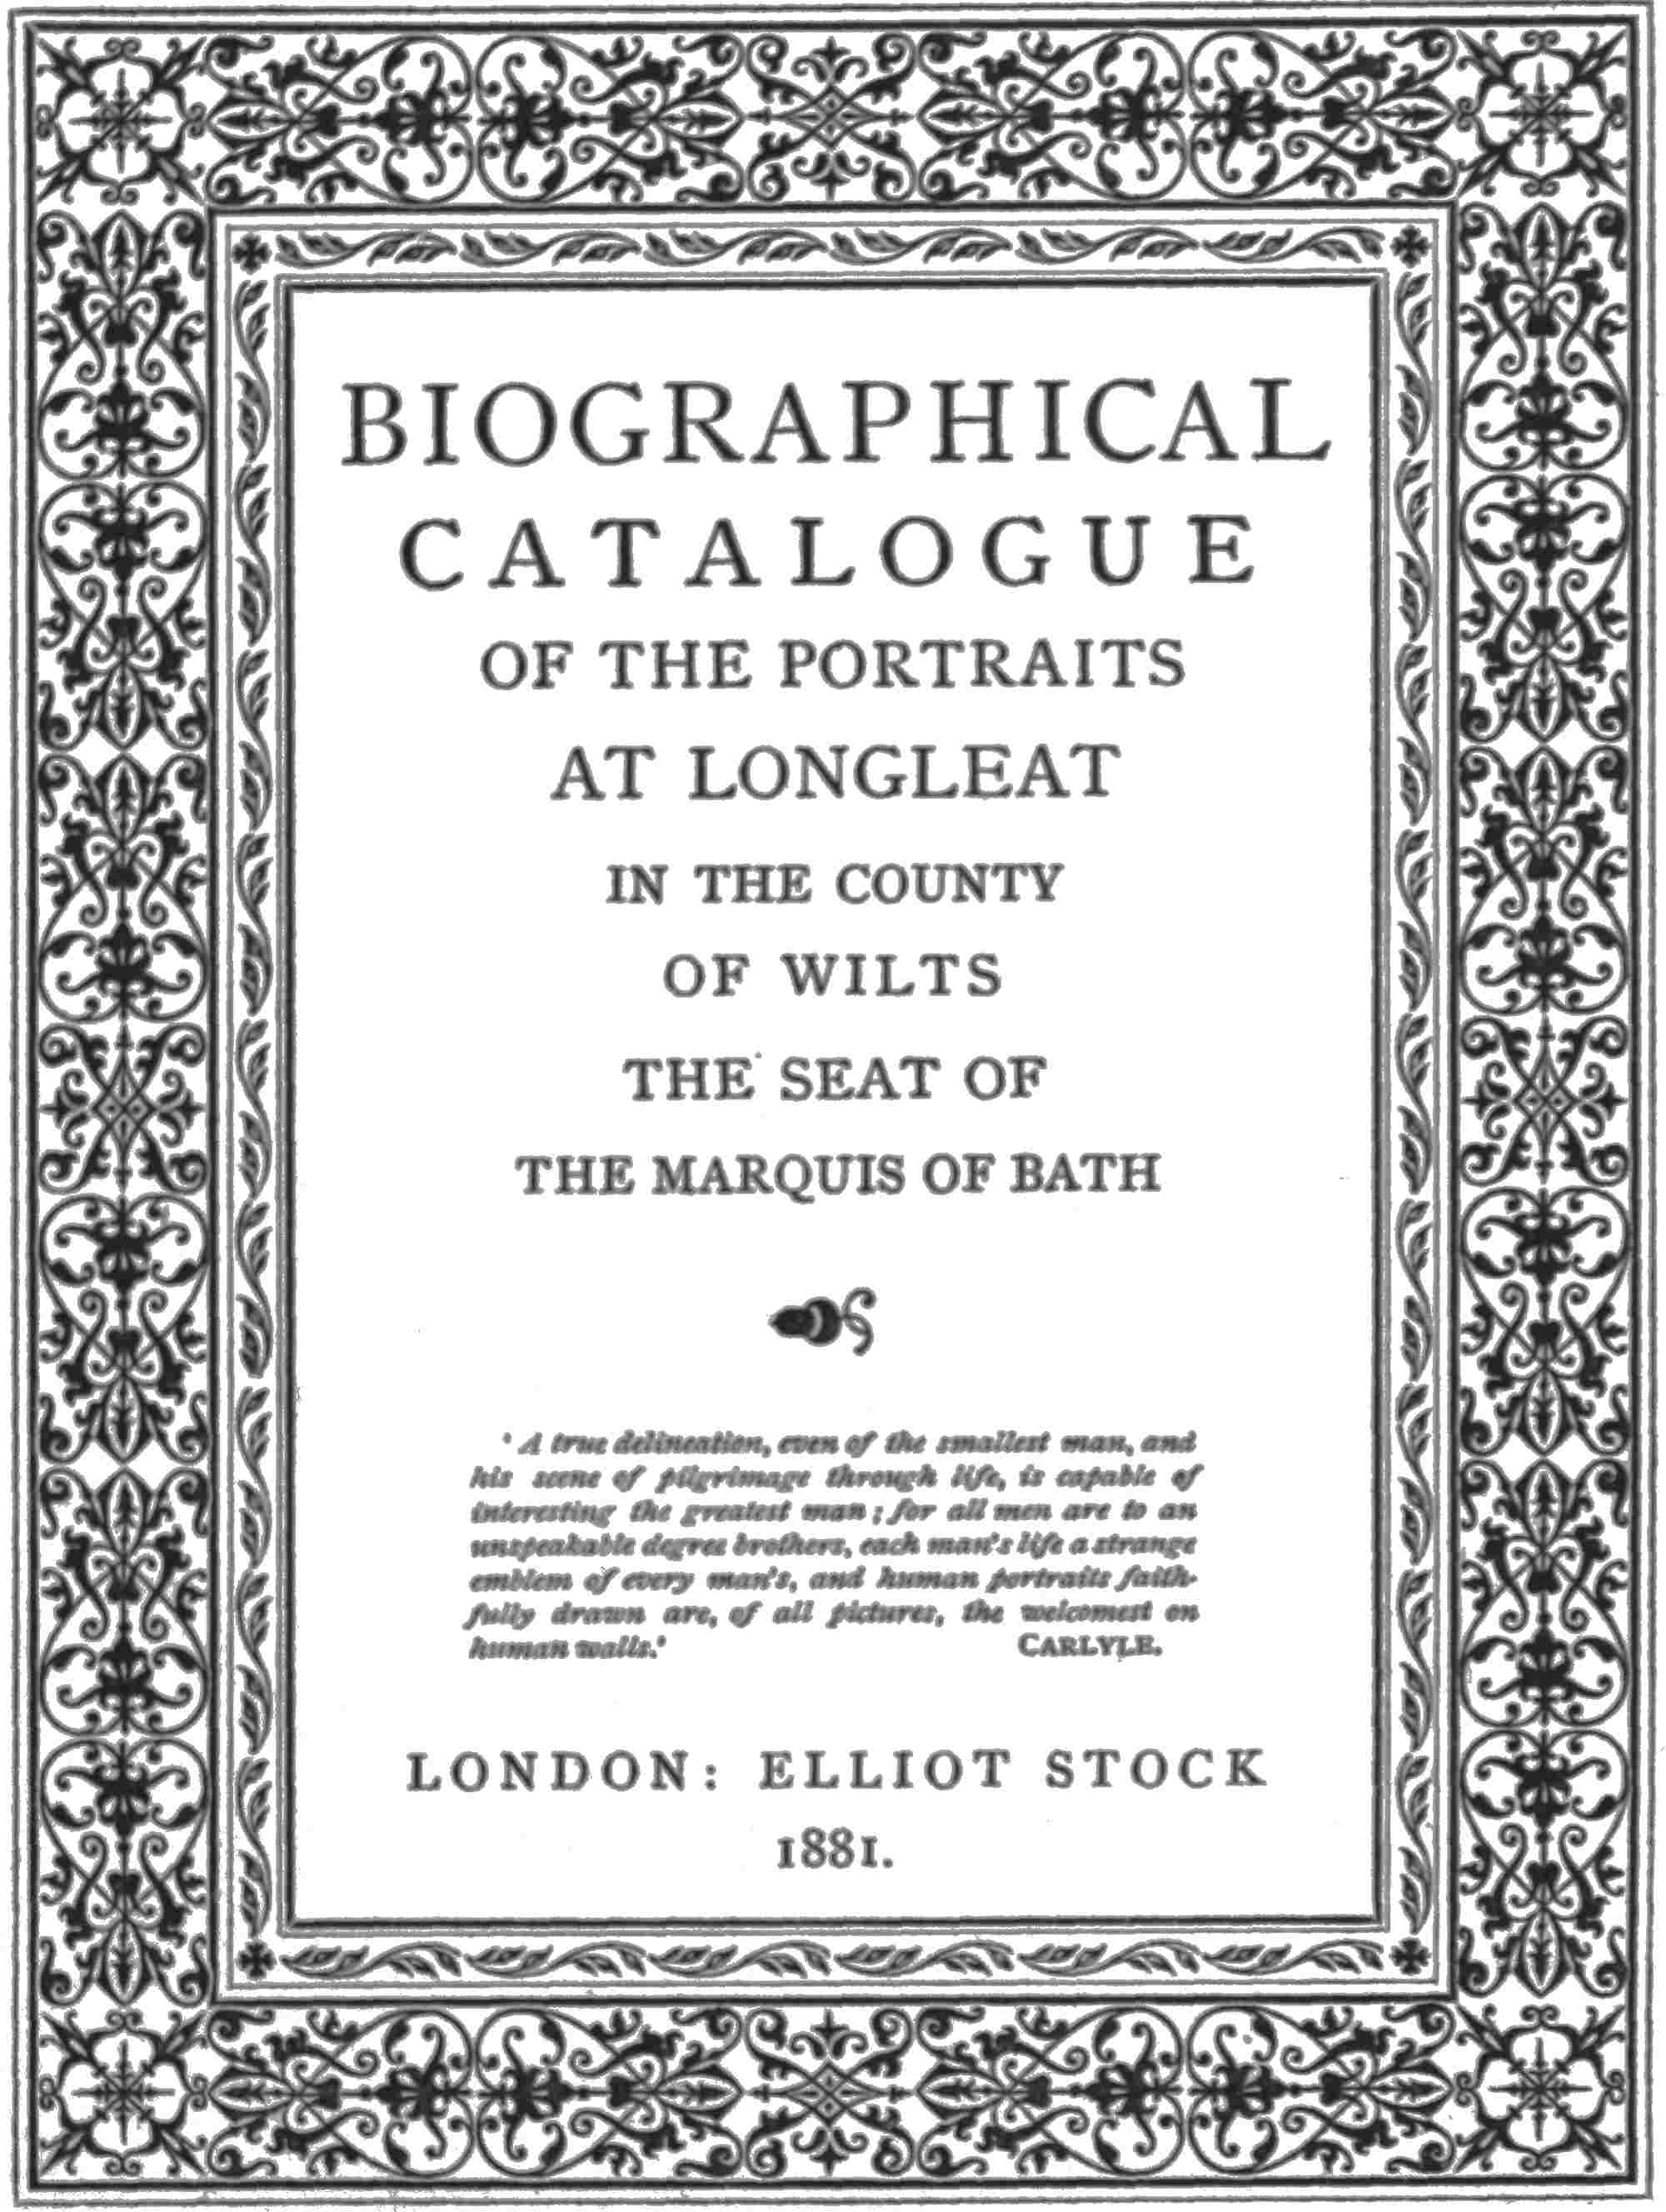 BIOGRAPHICAL
CATALOGUE
OF THE PORTRAITS
AT LONGLEAT
IN THE COUNTY
OF WILTS
THE SEAT OF
THE MARQUIS OF BATH
‘A true delineation, even of the smallest man, and
his scene of pilgrimage through life, is capable of
interesting the greatest man; for all men are to an
unspeakable degree brothers, each man's life a strange
emblem of every man's, and human portraits faith-
fully drawn are, of all pictures, the welcomest on
human walls.’ CARLYLE.
LONDON: ELLIOT STOCK
1881.